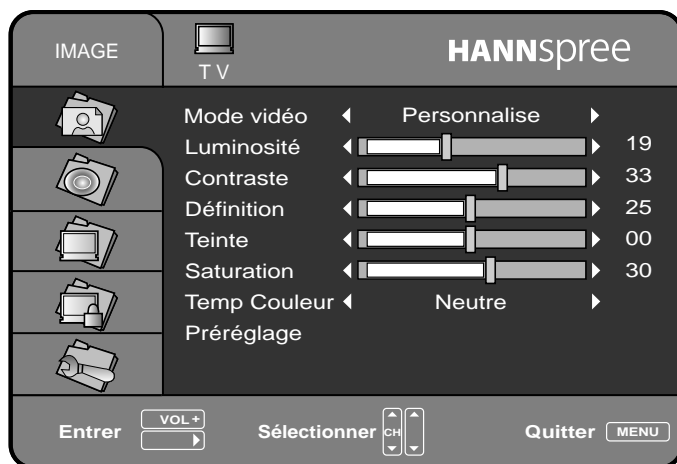 IMAGE
TV
HANNspree
Mode vidéo Personnalise
Luminosité 19
Contraste 33
Définition 25
Teinte 00
Saturation 30
Temp Couleur Neutre
Préréglage
Entrer VOL+ Sélectionner CH Quitter MENU